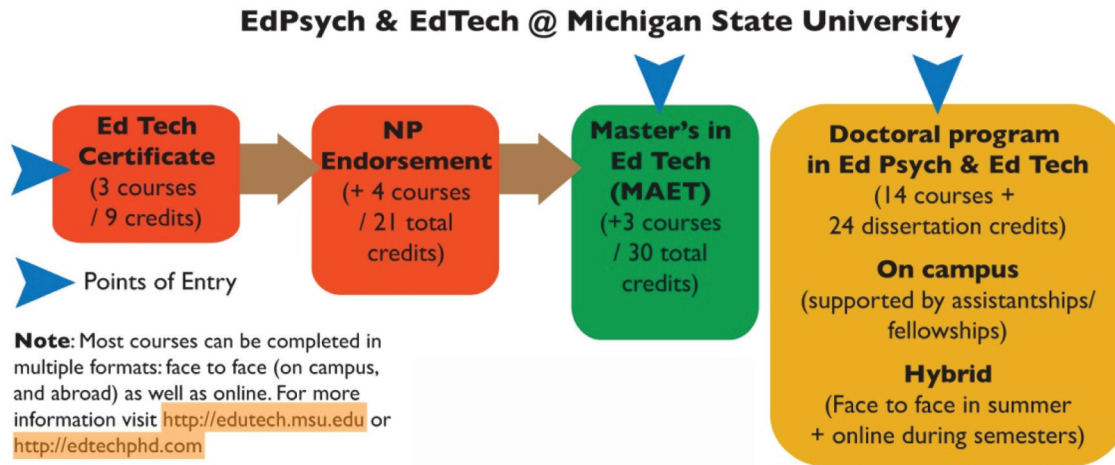 EdPsych & EdTech @ Michigan State University
Ed Tech
Certificate
(3 courses
/ 9 credits)
NP
Endorsement
(+ 4 courses
/ 21 total
credits)
Master's in
Ed Tech
(MAET)
(+3 courses
/ 30 total
credits)
Doctoral program
in Ed Psych & Ed Tech
(14 courses +
24 dissertation credits)
On campus
(supported by assistantships/
fellowships)
Hybrid
(Face to face in summer
+ online during semesters)
Points of Entry
Note: Most courses can be completed in
multiple formats: face to face (on campus,
and abroad) as well as online. For more
information visit http://edutech.msu.edu or
http://edtechphd.com